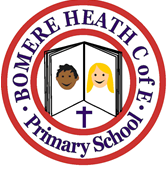 · BOMERE HEATH C of E ·
Primary School